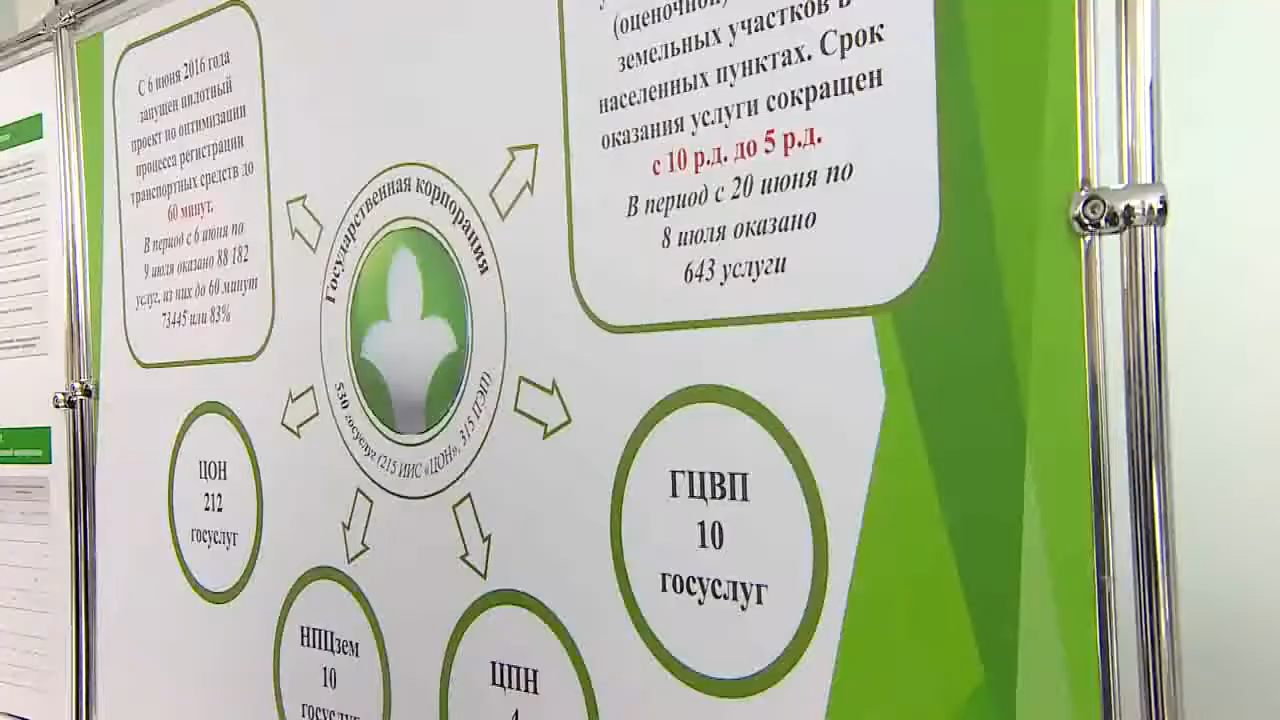 С 6 июня 2016 года
запущен пилотный
проект по оптимизации
процесса регистрации
транспортных средств до
60 минут.
В период с 6 июня по
9 июля оказано 88 182
услуг, из них до 60 минут
73445 или 83%
(оценочной)
земельных участков в
населенных пунктах. Срок
оказания услуги сокращен
с 10 р.д. до 5 р.д.
В период с 20 июня по
8 июля оказано
643 услуги
Государственная корпорация
530 госуслуг (215 ИИС «ЦОН», 315 ПЭП)
ЦОН
212
госуслуг
ГЦВП
10
госуслуг
НПЦзем
10
госуслуг
ЦПН
4